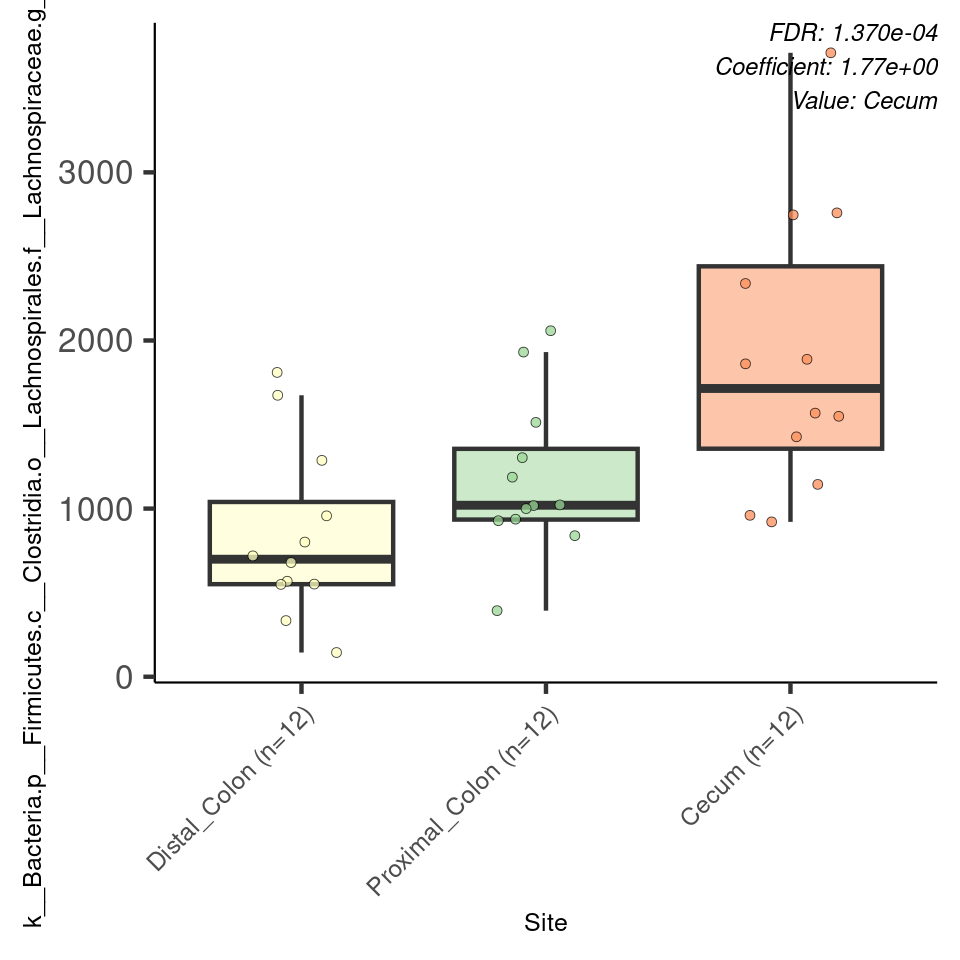 FDR: 1.370e-04
Coefficient: 1.77e+00
Value: Cecum
k__Bacteria.p__Firmicutes.c__Clostridia.o__Lachnospirales.f__Lachnospiraceae.g_
3000
2000
1000
0
Distal_Colon (n=12)
Proximal_Colon (n=12)
Cecum (n=12)
Site